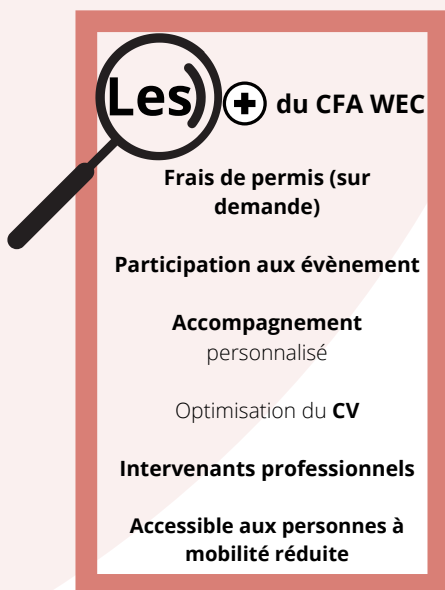 Les + du CFA WEC
Frais de permis (sur
demande)
Participation aux évènement
Accompagnement
personnalisé
Optimisation du CV
Intervenants professionnels
Accessible aux personnes à
mobilité réduite